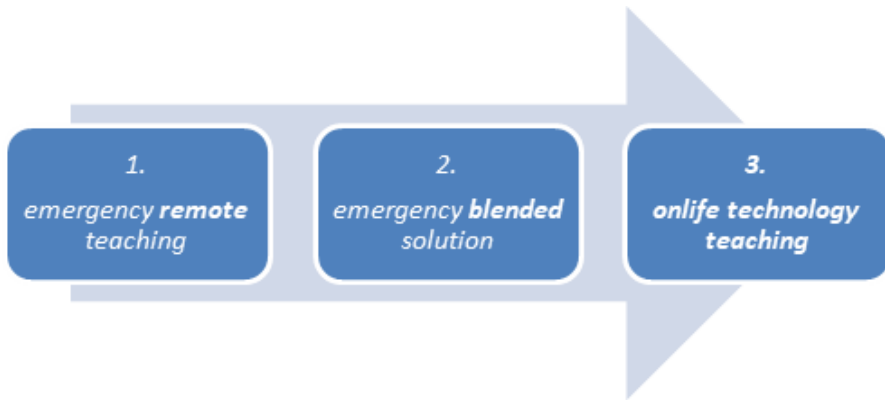 1.
emergency remote
teaching
2.
emergency blended
solution
3.
onlife technology
teaching